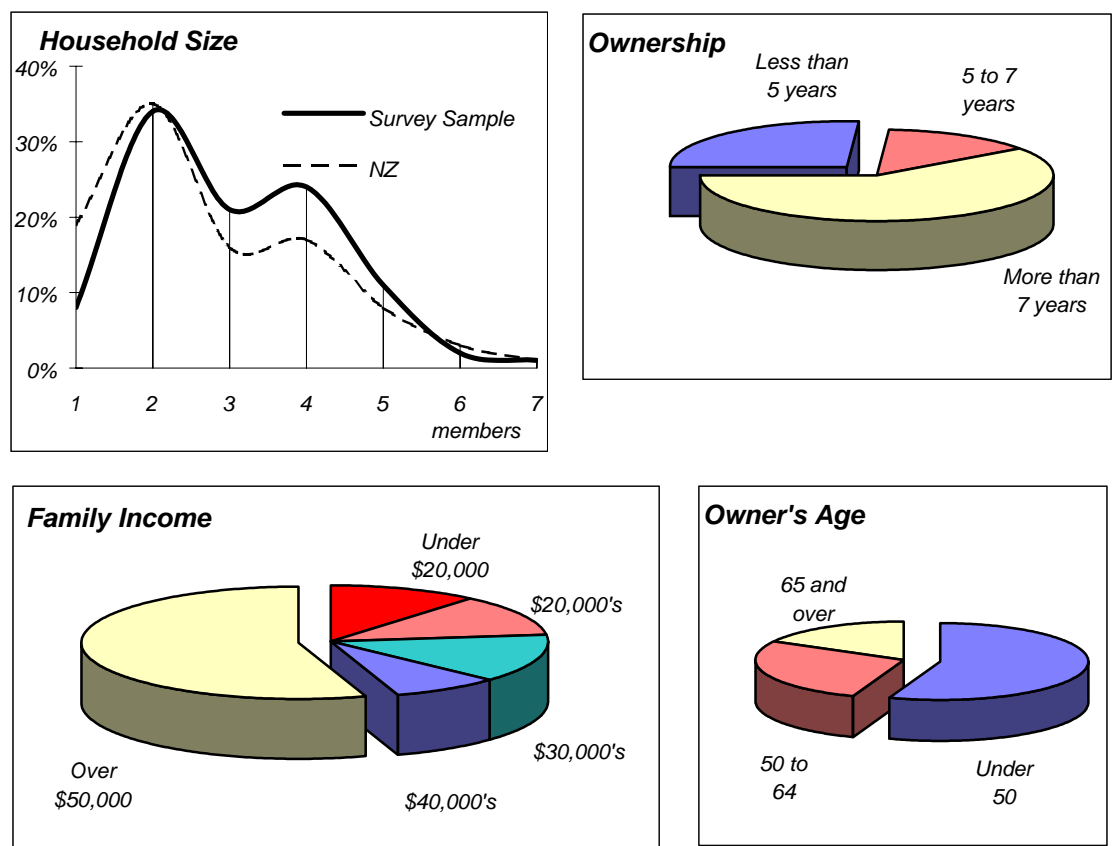 Household Size
40%
30%
20%
10%
0%
Survey Sample
NZ
1 2 3 4 5 6 7
members
Ownership
Less than
5 years
5 to 7
years
More than
7 years
Family Income
Under
$20,000
$20,000's
$30,000's
$40,000's
Over
$50,000
Owner's Age
65 and
over
50 to
64
Under
50